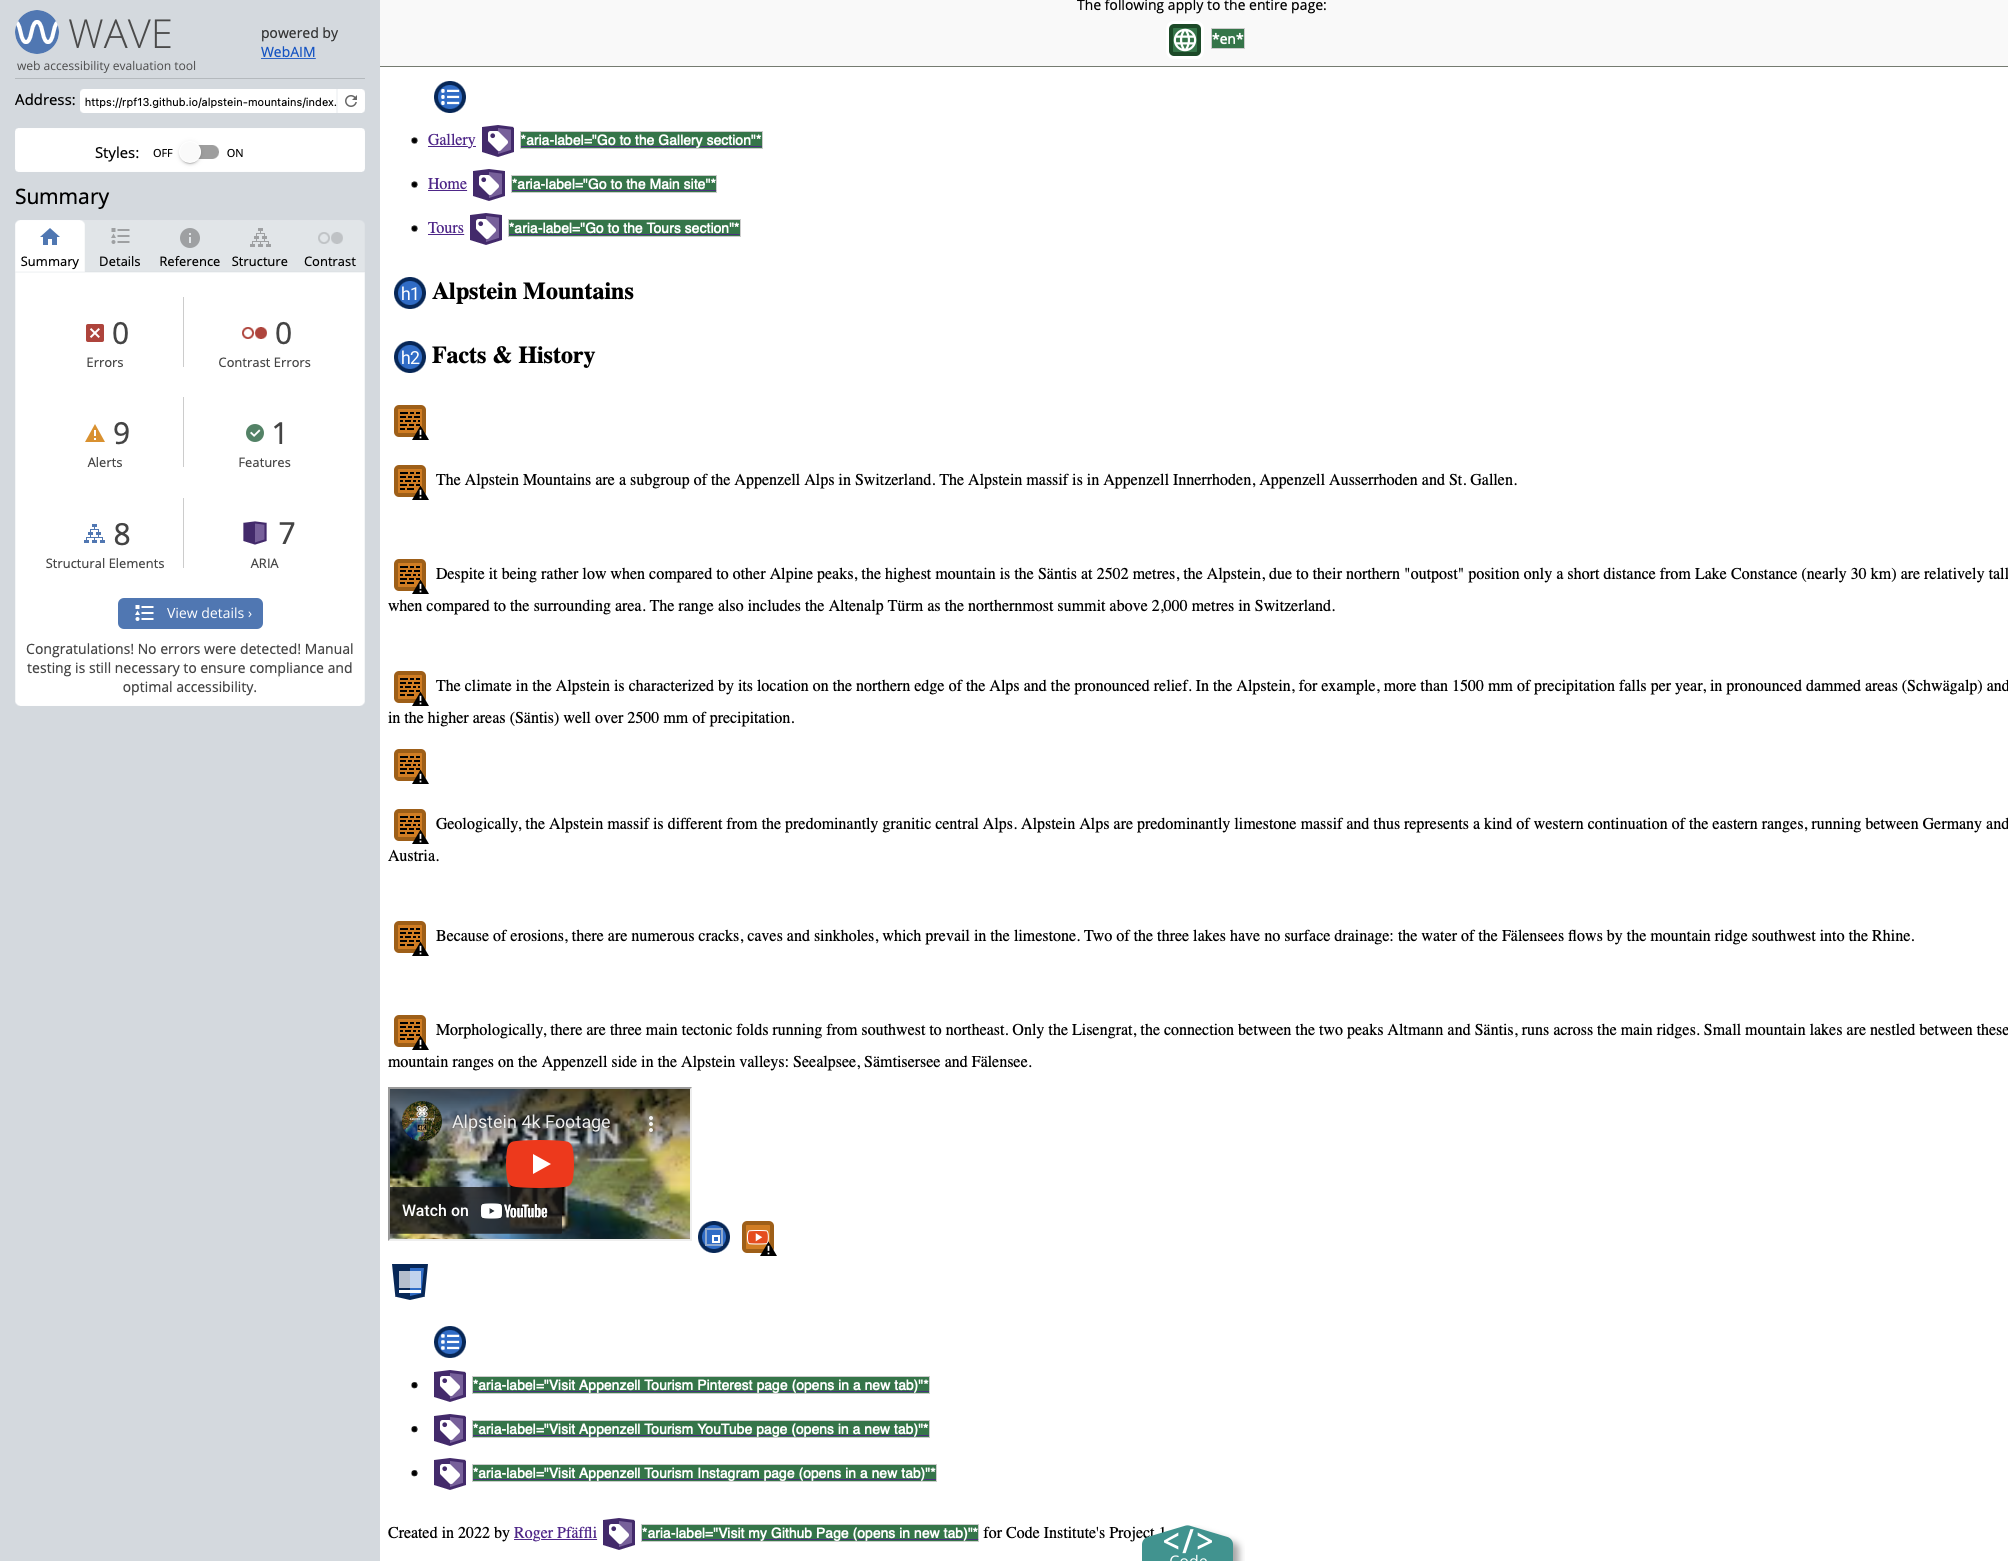 WAVE
powered by
WebAIM
web accessibility evaluation tool
Address: https://rpf13.github.io/alpstein-mountains/index.
Styles: OFF ON
Summary
Summary Details Reference Structure Contrast
0 0
Errors Contrast Errors
9 1
Alerts Features
8 7
Structural Elements ARIA
View details ›
Congratulations! No errors were detected! Manual
testing is still necessary to ensure compliance and
optimal accessibility.
The following apply to the entire page:
*en*
Gallery *aria-label="Go to the Gallery section"*
Home *aria-label="Go to the Main site"*
Tours *aria-label="Go to the Tours section"*
h1 Alpstein Mountains
h2 Facts & History
The Alpstein Mountains are a subgroup of the Appenzell Alps in Switzerland. The Alpstein massif is in Appenzell Innerrhoden, Appenzell Ausserrhoden and St. Gallen.
Despite it being rather low when compared to other Alpine peaks, the highest mountain is the Säntis at 2502 metres, the Alpstein, due to their northern "outpost" position only a short distance from Lake Constance (nearly 30 km) are relatively tall
when compared to the surrounding area. The range also includes the Altenalp Türm as the northernmost summit above 2,000 metres in Switzerland.
The climate in the Alpstein is characterized by its location on the northern edge of the Alps and the pronounced relief. In the Alpstein, for example, more than 1500 mm of precipitation falls per year, in pronounced dammed areas (Schwägalp) and
in the higher areas (Säntis) well over 2500 mm of precipitation.
Geologically, the Alpstein massif is different from the predominantly granitic central Alps. Alpstein Alps are predominantly limestone massif and thus represents a kind of western continuation of the eastern ranges, running between Germany and
Austria.
Because of erosions, there are numerous cracks, caves and sinkholes, which prevail in the limestone. Two of the three lakes have no surface drainage: the water of the Fälensees flows by the mountain ridge southwest into the Rhine.
Morphologically, there are three main tectonic folds running from southwest to northeast. Only the Lisengrat, the connection between the two peaks Altmann and Säntis, runs across the main ridges. Small mountain lakes are nestled between these
mountain ranges on the Appenzell side in the Alpstein valleys: Seealpsee, Sämtisersee and Fälensee.
Alpstein 4k Footage
ALPSTEIN
Watch on YouTube
*aria-label="Visit Appenzell Tourism Pinterest page (opens in a new tab)"*
*aria-label="Visit Appenzell Tourism YouTube page (opens in a new tab)"*
*aria-label="Visit Appenzell Tourism Instagram page (opens in a new tab)"*
Created in 2022 by Roger Pfäffli *aria-label="Visit my Github Page (opens in new tab)"* for Code Institute's Project 1
</> Code